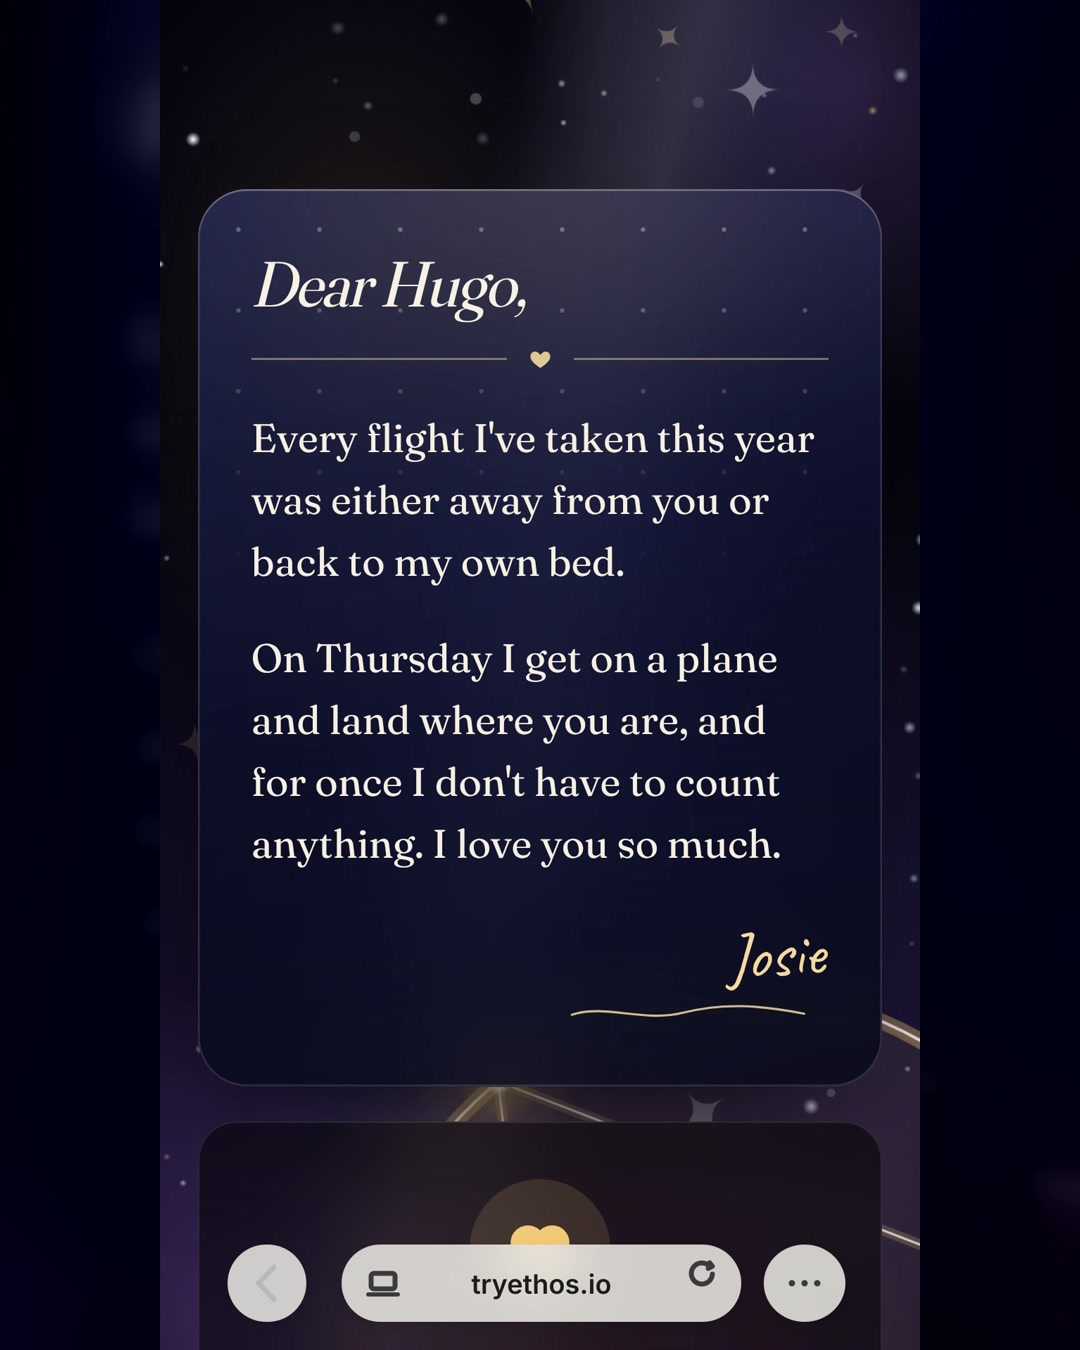 Dear Hugo,
Every flight I've taken this year
was either away from you or
back to my own bed.
On Thursday I get on a plane
and land where you are, and
for once I don't have to count
anything. I love you so much.
Josie
tryethos.io